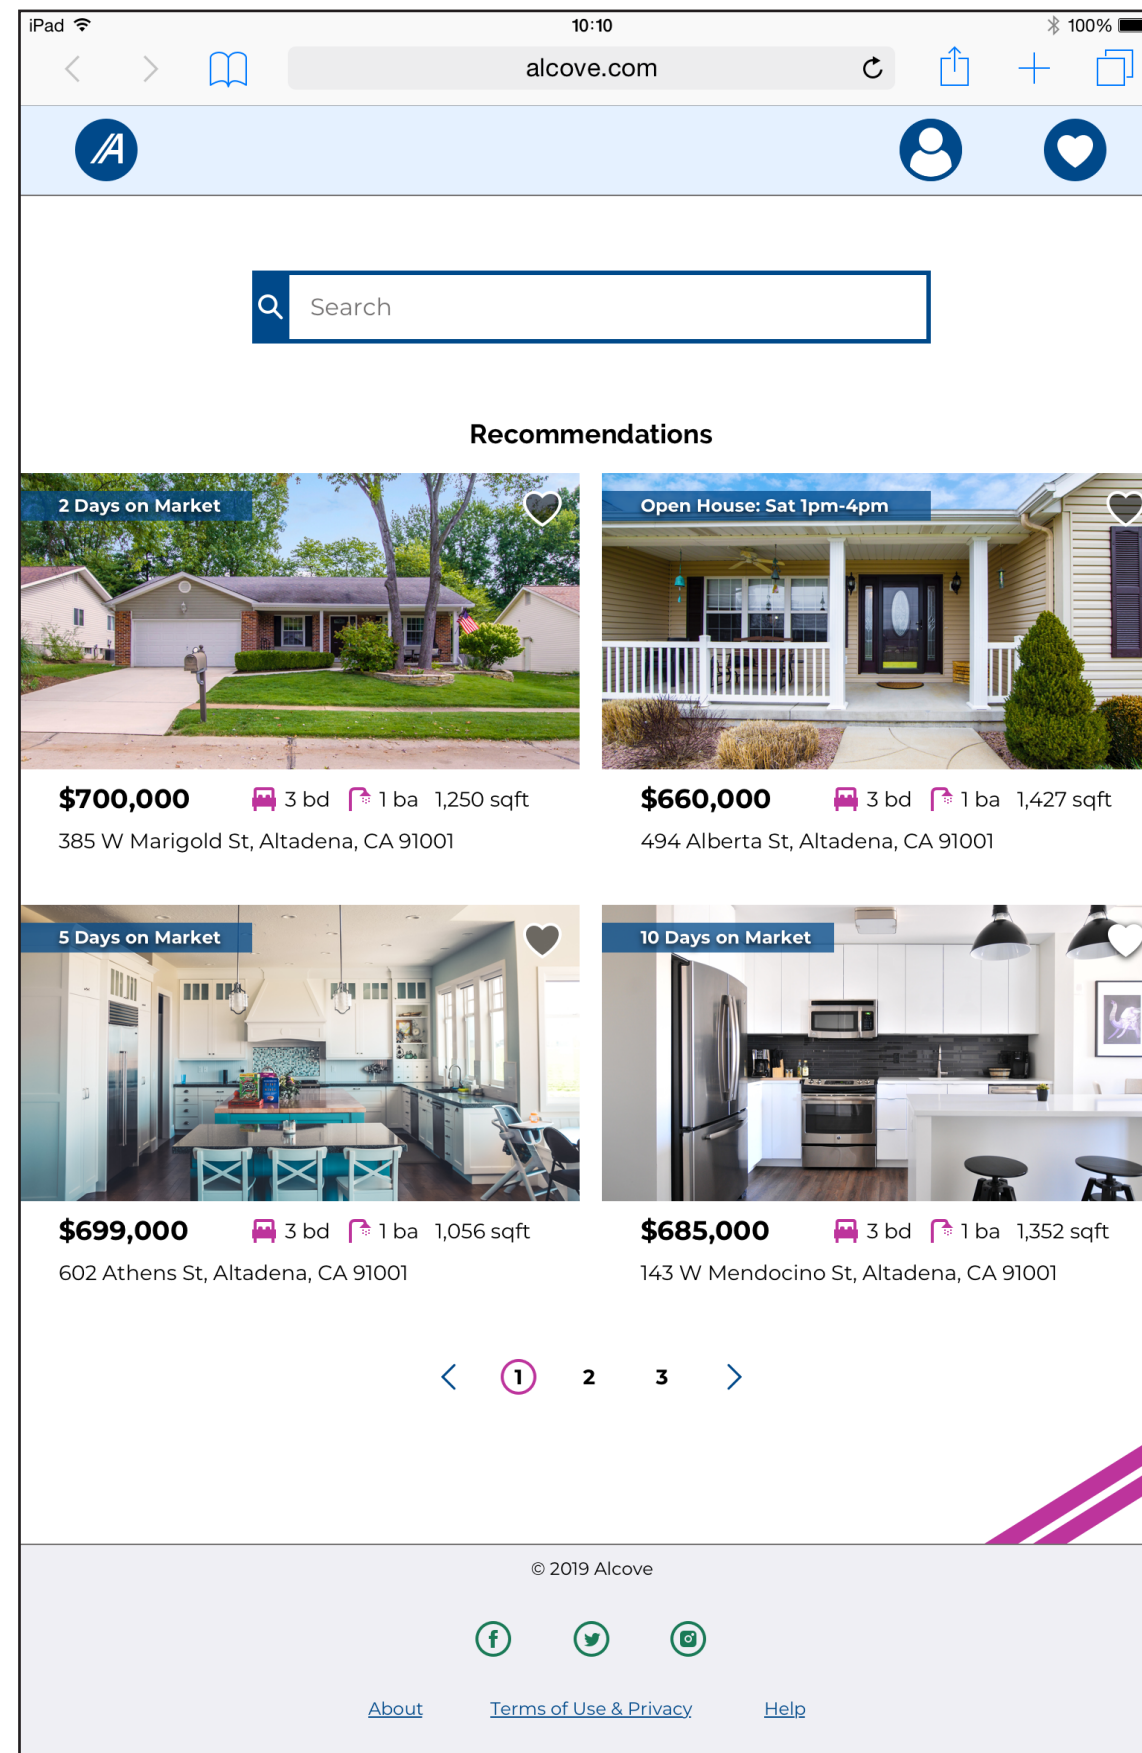 iPad 10:10 100%
alcove.com
A
Search
Recommendations
2 Days on Market
Open House: Sat 1pm-4pm
$700,000 3 bd 1 ba 1,250 sqft
385 W Marigold St, Altadena, CA 91001
$660,000 3 bd 1 ba 1,427 sqft
494 Alberta St, Altadena, CA 91001
5 Days on Market
10 Days on Market
$699,000 3 bd 1 ba 1,056 sqft
602 Athens St, Altadena, CA 91001
$685,000 3 bd 1 ba 1,352 sqft
143 W Mendocino St, Altadena, CA 91001
1 2 3
© 2019 Alcove
About Terms of Use & Privacy Help